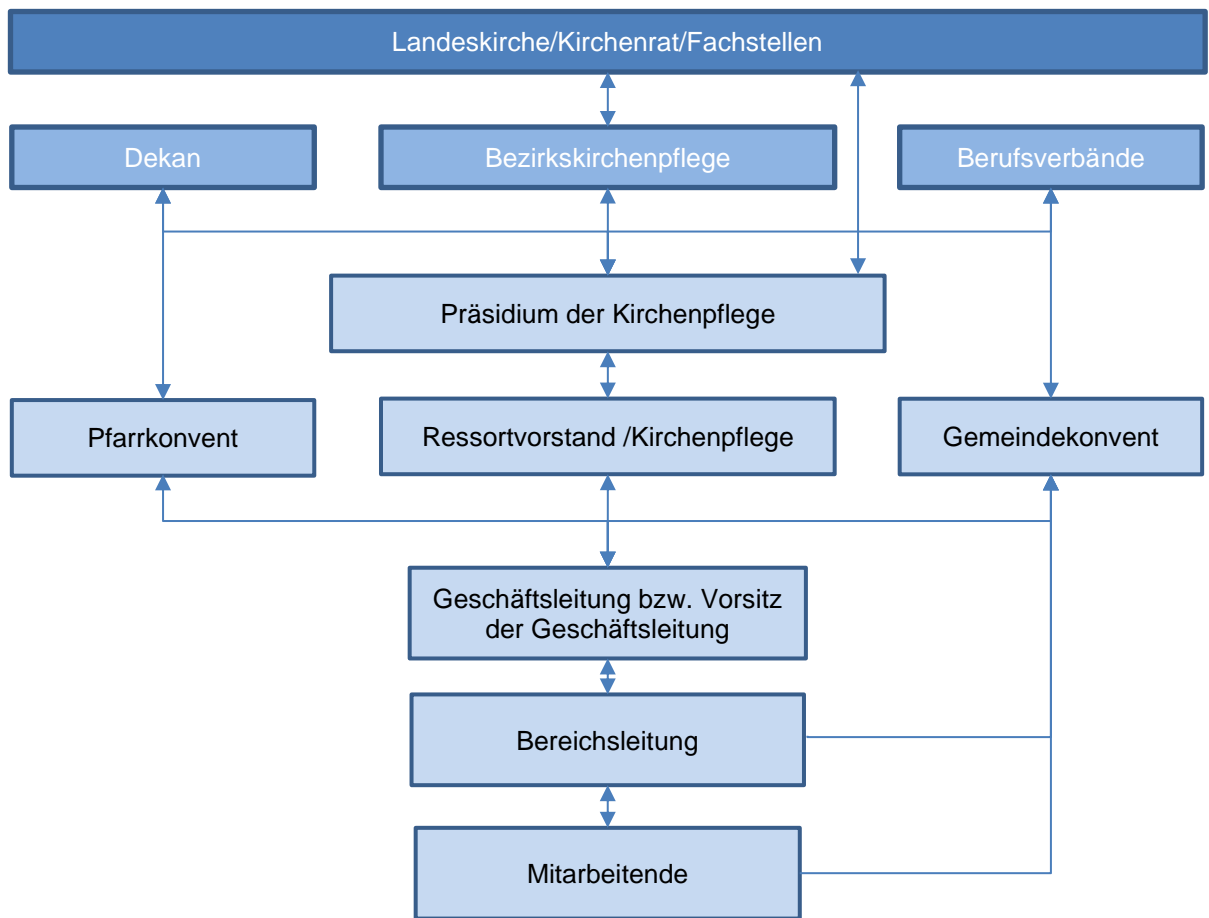 Landeskirche/Kirchenrat/Fachstellen
Dekan
Bezirkskirchenpflege
Berufsverbände
Präsidium der Kirchenpflege
Pfarrkonvent
Ressortvorstand /Kirchenpflege
Gemeindekonvent
Geschäftsleitung bzw. Vorsitz
der Geschäftsleitung
Bereichsleitung
Mitarbeitende